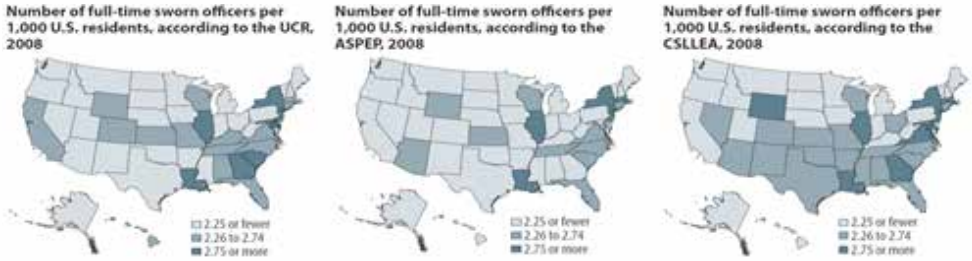 Number of full-time sworn officers per
1,000 U.S. residents, according to the UCR,
2008
2.25 or fewer
2.26 to 2.74
2.75 or more
Number of full-time sworn officers per
1,000 U.S. residents, according to the
ASPEP, 2008
2.25 or fewer
2.26 to 2.74
2.75 or more
Number of full-time sworn officers per
1,000 U.S. residents, according to the
CSLLEA, 2008
2.25 or fewer
2.26 to 2.74
2.75 or more